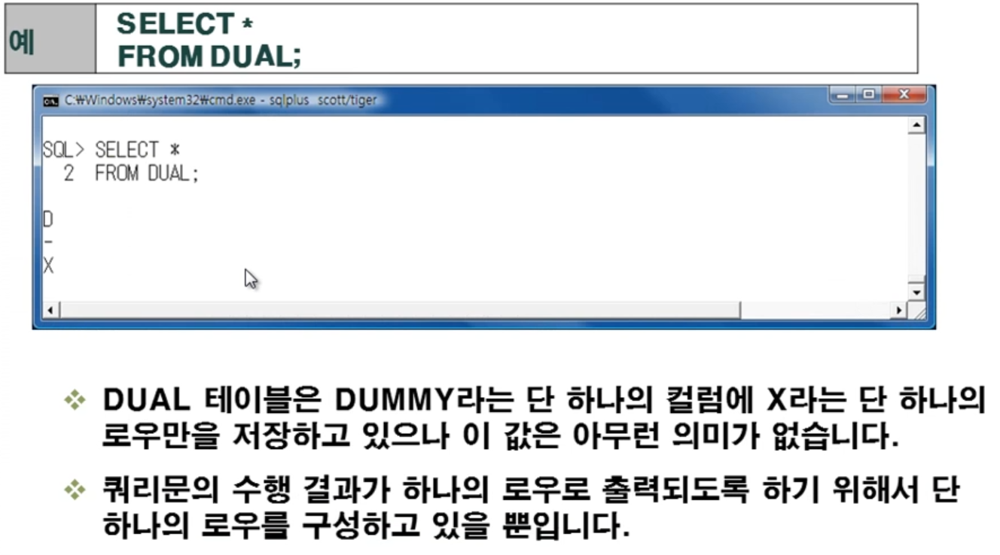 예
SELECT *
FROM DUAL;
C:₩Windows₩system32₩cmd.exe - sqlplus scott/tiger
SQL> SELECT *
2 FROM DUAL;
D
-
X
DUAL 테이블은 DUMMY라는 단 하나의 컬럼에 X라는 단 하나의
로우만을 저장하고 있으나 이 값은 아무런 의미가 없습니다.
쿼리문의 수행 결과가 하나의 로우로 출력되도록 하기 위해서 단
하나의 로우를 구성하고 있을 뿐입니다.